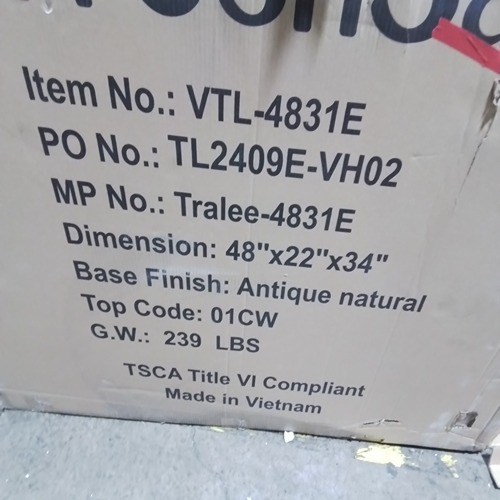 Item No.: VTL-4831E
PO No.: TL2409E-VH02
MP No.: Tralee-4831E
Dimension: 48"x22"x34"
Base Finish: Antique natural
Top Code: 01CW
G.W.: 239 LBS
TSCA Title VI Compliant
Made in Vietnam